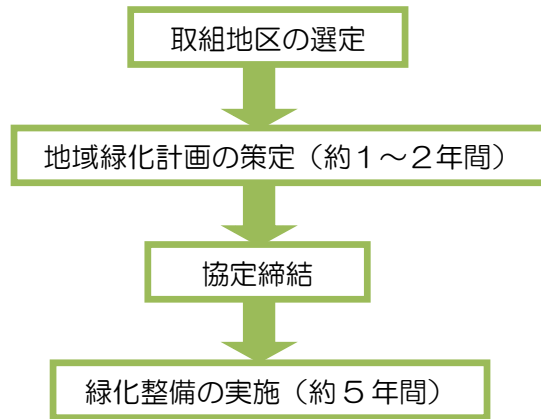 取組地区の選定
地域緑化計画の策定（約１～２年間）
協定締結
緑化整備の実施（約５年間）